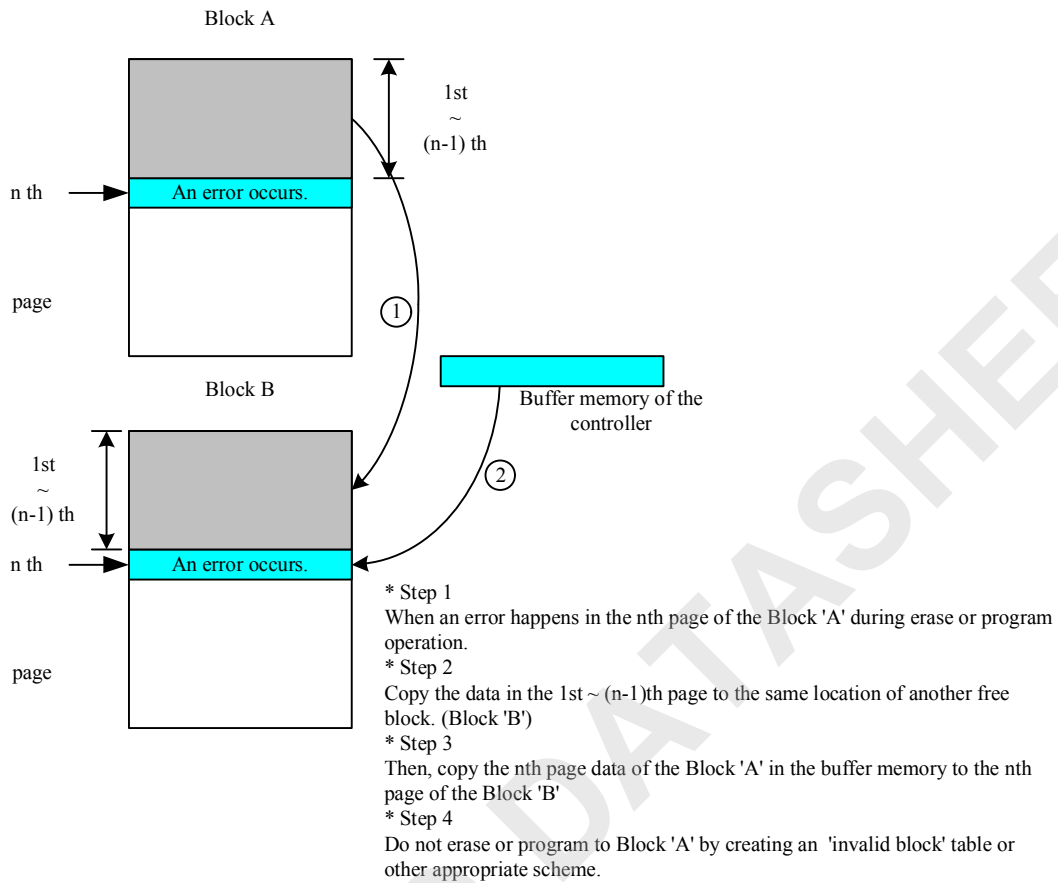 Block A
1st
~
(n-1) th
n th
An error occurs.
page
1
Block B
Buffer memory of the
controller
1st
~
(n-1) th
2
n th
An error occurs.
page
* Step 1
When an error happens in the nth page of the Block 'A' during erase or program
operation.
* Step 2
Copy the data in the 1st ~ (n-1)th page to the same location of another free
block. (Block 'B')
* Step 3
Then, copy the nth page data of the Block 'A' in the buffer memory to the nth
page of the Block 'B'
* Step 4
Do not erase or program to Block 'A' by creating an 'invalid block' table or
other appropriate scheme.
DATASHEE